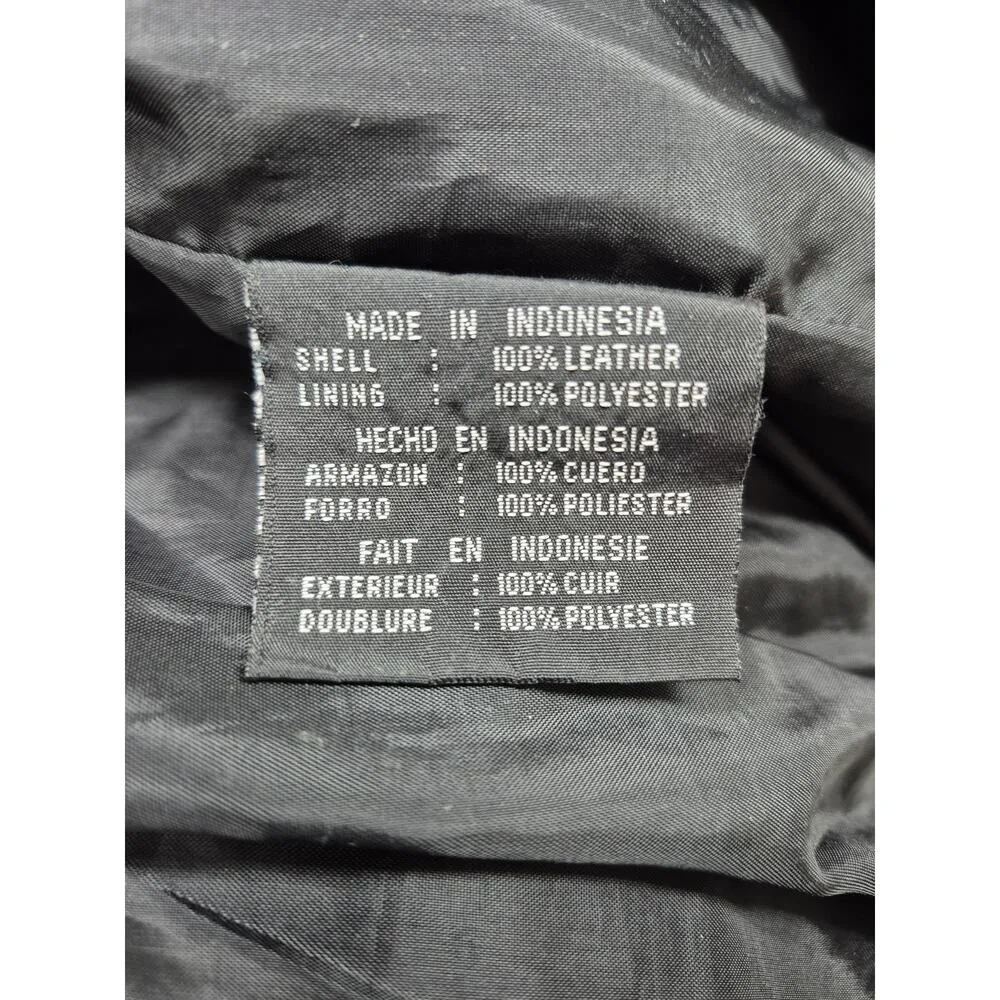 MADE IN INDONESIA
SHELL : 100% LEATHER
LINING : 100% POLYESTER
HECHO EN INDONESIA
ARMAZON : 100% CUERO
FORRO : 100% POLIESTER
FAIT EN INDONESIE
EXTERIEUR : 100% CUIR
DOUBLURE : 100% POLYESTER